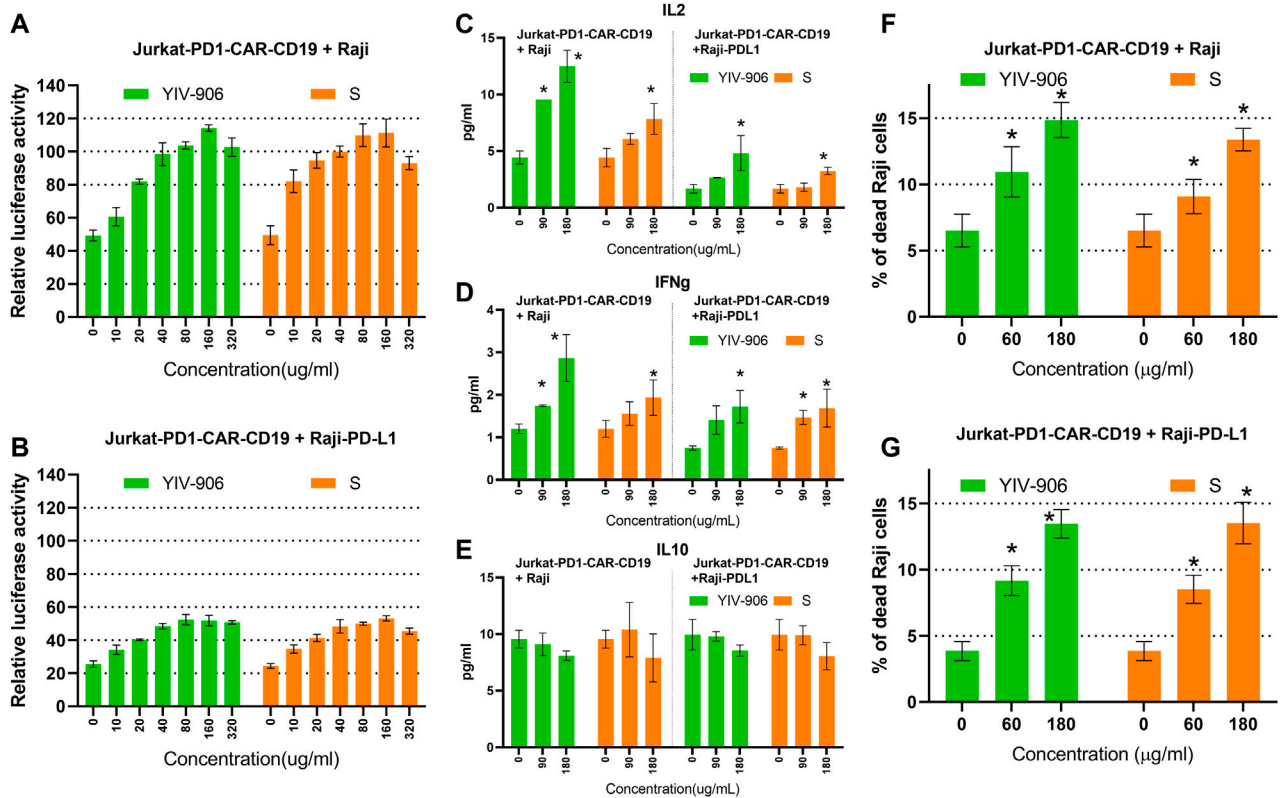 A
Jurkat-PD1-CAR-CD19 + Raji
YIV-906 S
Relative luciferase activity
140
120
100
80
60
40
20
0
0 10 20 40 80 160 320 0 10 20 40 80 160 320
Concentration(ug/ml)
B
Jurkat-PD1-CAR-CD19 + Raji-PD-L1
YIV-906 S
Relative luciferase activity
140
120
100
80
60
40
20
0
0 10 20 40 80 160 320 0 10 20 40 80 160 320
Concentration(ug/ml)
C
IL2
Jurkat-PD1-CAR-CD19
+ Raji
Jurkat-PD1-CAR-CD19
+Raji-PDL1
YIV-906 S
pg/ml
15
10
5
0
* * * * *
0 90 180 0 90 180 0 90 180 0 90 180
Concentration(ug/mL)
D
IFNg
Jurkat-PD1-CAR-CD19
+ Raji
Jurkat-PD1-CAR-CD19
+Raji-PDL1
YIV-906 S
pg/ml
4
3
2
1
0
* * * * * *
0 90 180 0 90 180 0 90 180 0 90 180
Concentration(ug/mL)
E
IL10
Jurkat-PD1-CAR-CD19
+ Raji
Jurkat-PD1-CAR-CD19
+Raji-PDL1
YIV-906 S
pg/ml
15
10
5
0
0 90 180 0 90 180 0 90 180 0 90 180
Concentration(ug/mL)
F
Jurkat-PD1-CAR-CD19 + Raji
YIV-906 S
% of dead Raji cells
15
10
5
0
* * * *
0 60 180 0 60 180
Concentration (µg/ml)
G
Jurkat-PD1-CAR-CD19 + Raji-PD-L1
YIV-906 S
% of dead Raji cells
15
10
5
0
* * * *
0 60 180 0 60 180
Concentration (µg/ml)